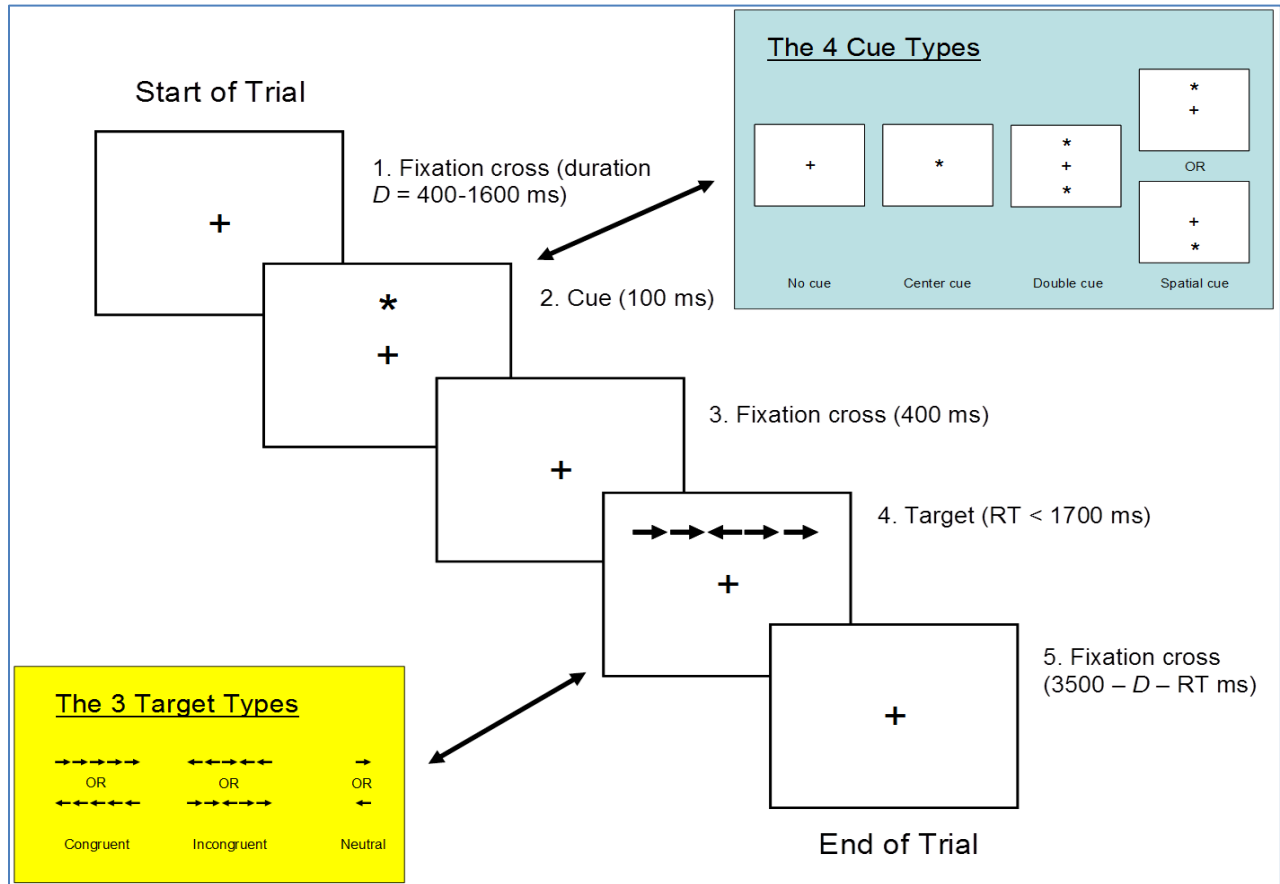 Start of Trial
1. Fixation cross (duration
D = 400-1600 ms)
2. Cue (100 ms)
3. Fixation cross (400 ms)
4. Target (RT < 1700 ms)
5. Fixation cross
(3500 – D – RT ms)
End of Trial
The 4 Cue Types
+
*
*
+
*
*
+
OR
+
*
No cue
Center cue
Double cue
Spatial cue
The 3 Target Types
→→→→→
OR
←←←←←
Congruent
←←→←←
OR
→→←→→
Incongruent
→
OR
←
Neutral
+
*
+
+
→→←→→
+
+